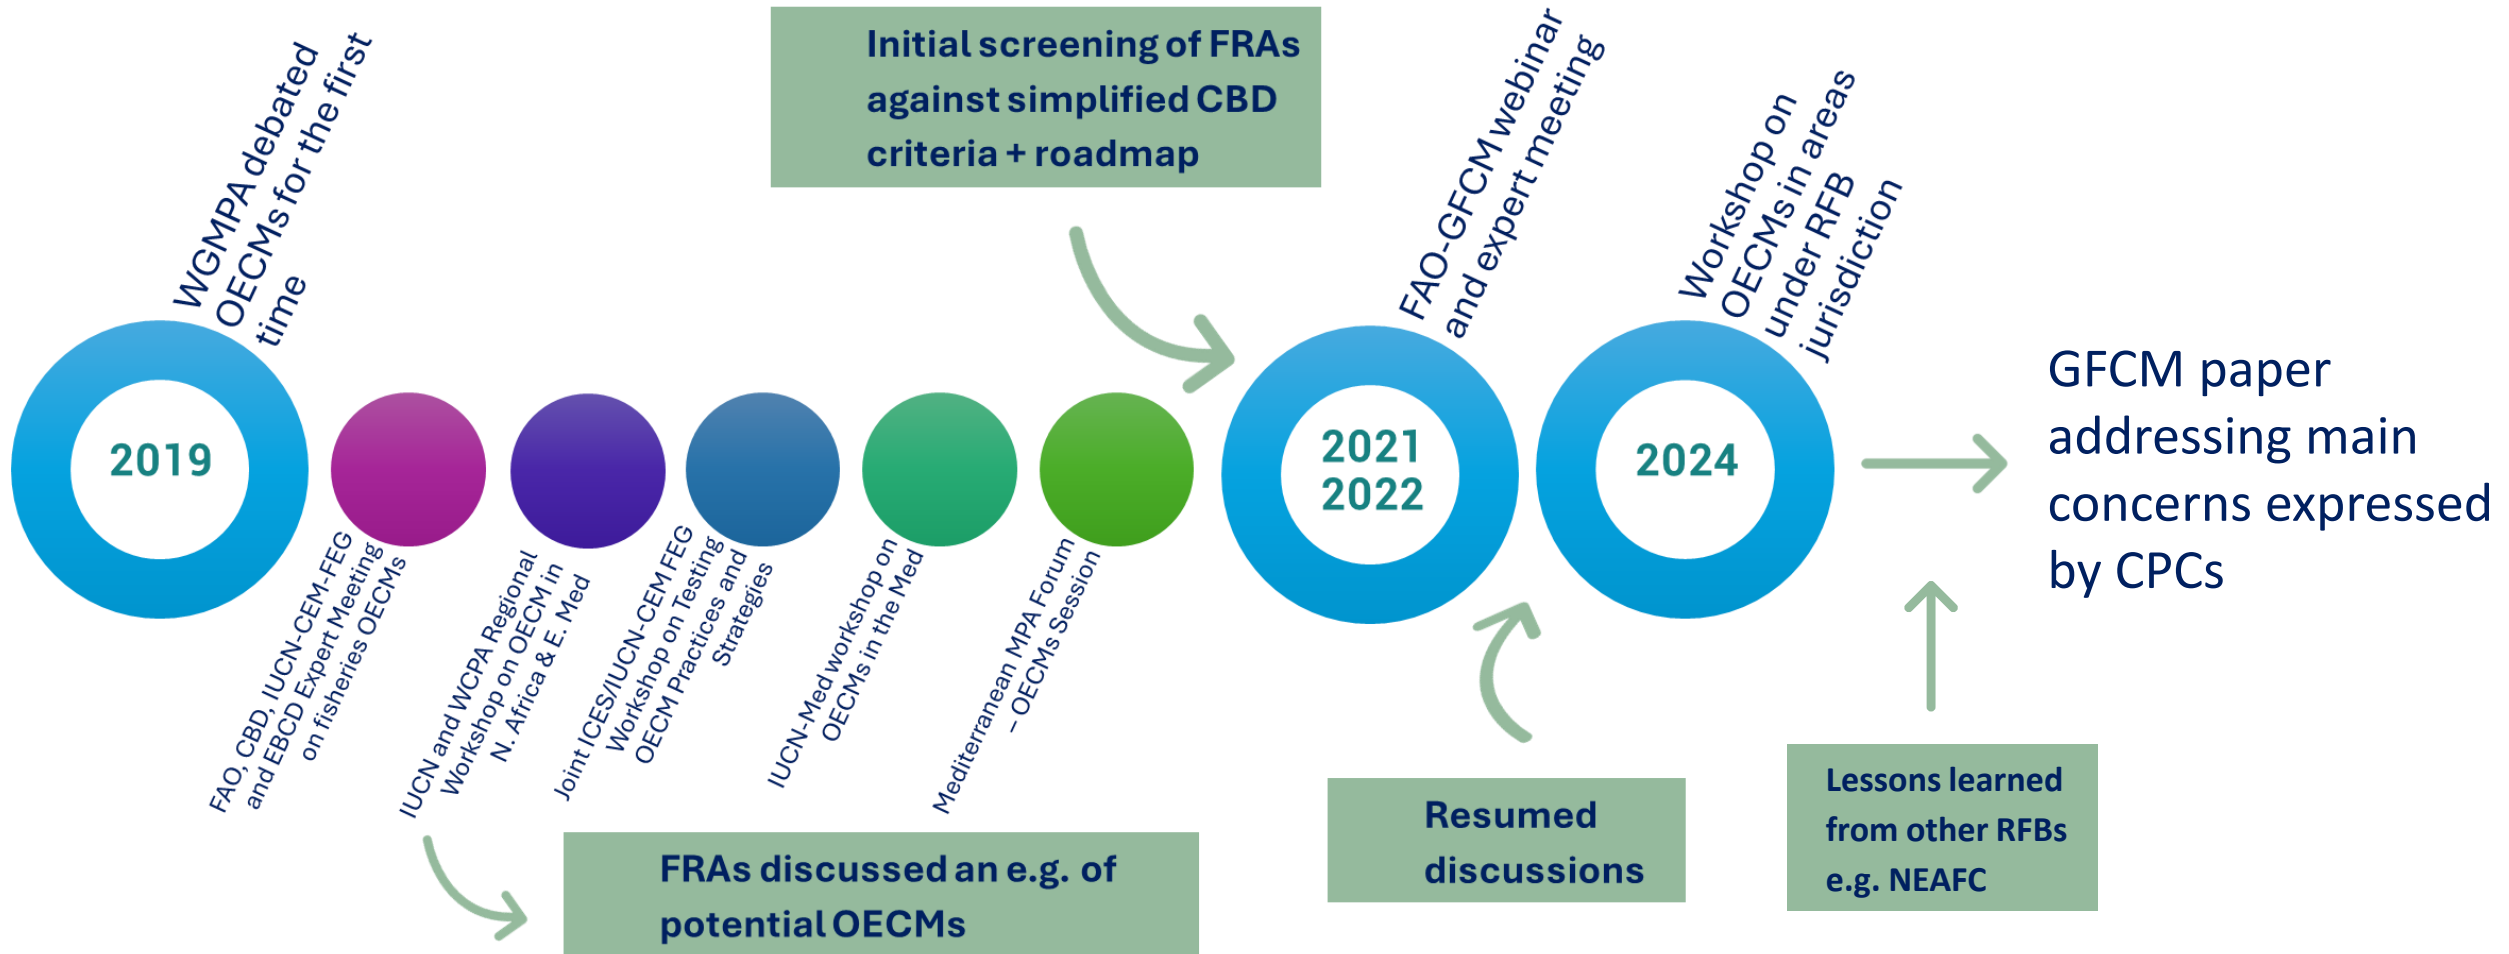 WGMPA debated
OECMs for the first
time
2019
FAO, CBD, IUCN-CEM-FEG
and EBCD Expert Meeting
on fisheries OECMs
IUCN and WCPA Regional
Workshop on OECM in
N. Africa & E. Med
Joint ICES/IUCN-CEM FEG
Workshop on Testing
OECM Practices and
Strategies
IUCN-Med workshop on
OECMs in the Med
Mediterranean MPA Forum
– OECMs Session
FRAs discussed an e.g. of
potential OECMs
Initial screening of FRAs
against simplified CBD
criteria + roadmap
FAO-GFCM webinar
and expert meeting
2021
2022
Resumed
discussions
Workshop on
OECMs in areas
under RFB
jurisdiction
2024
Lessons learned
from other RFBs
e.g. NEAFC
GFCM paper
addressing main
concerns expressed
by CPCs